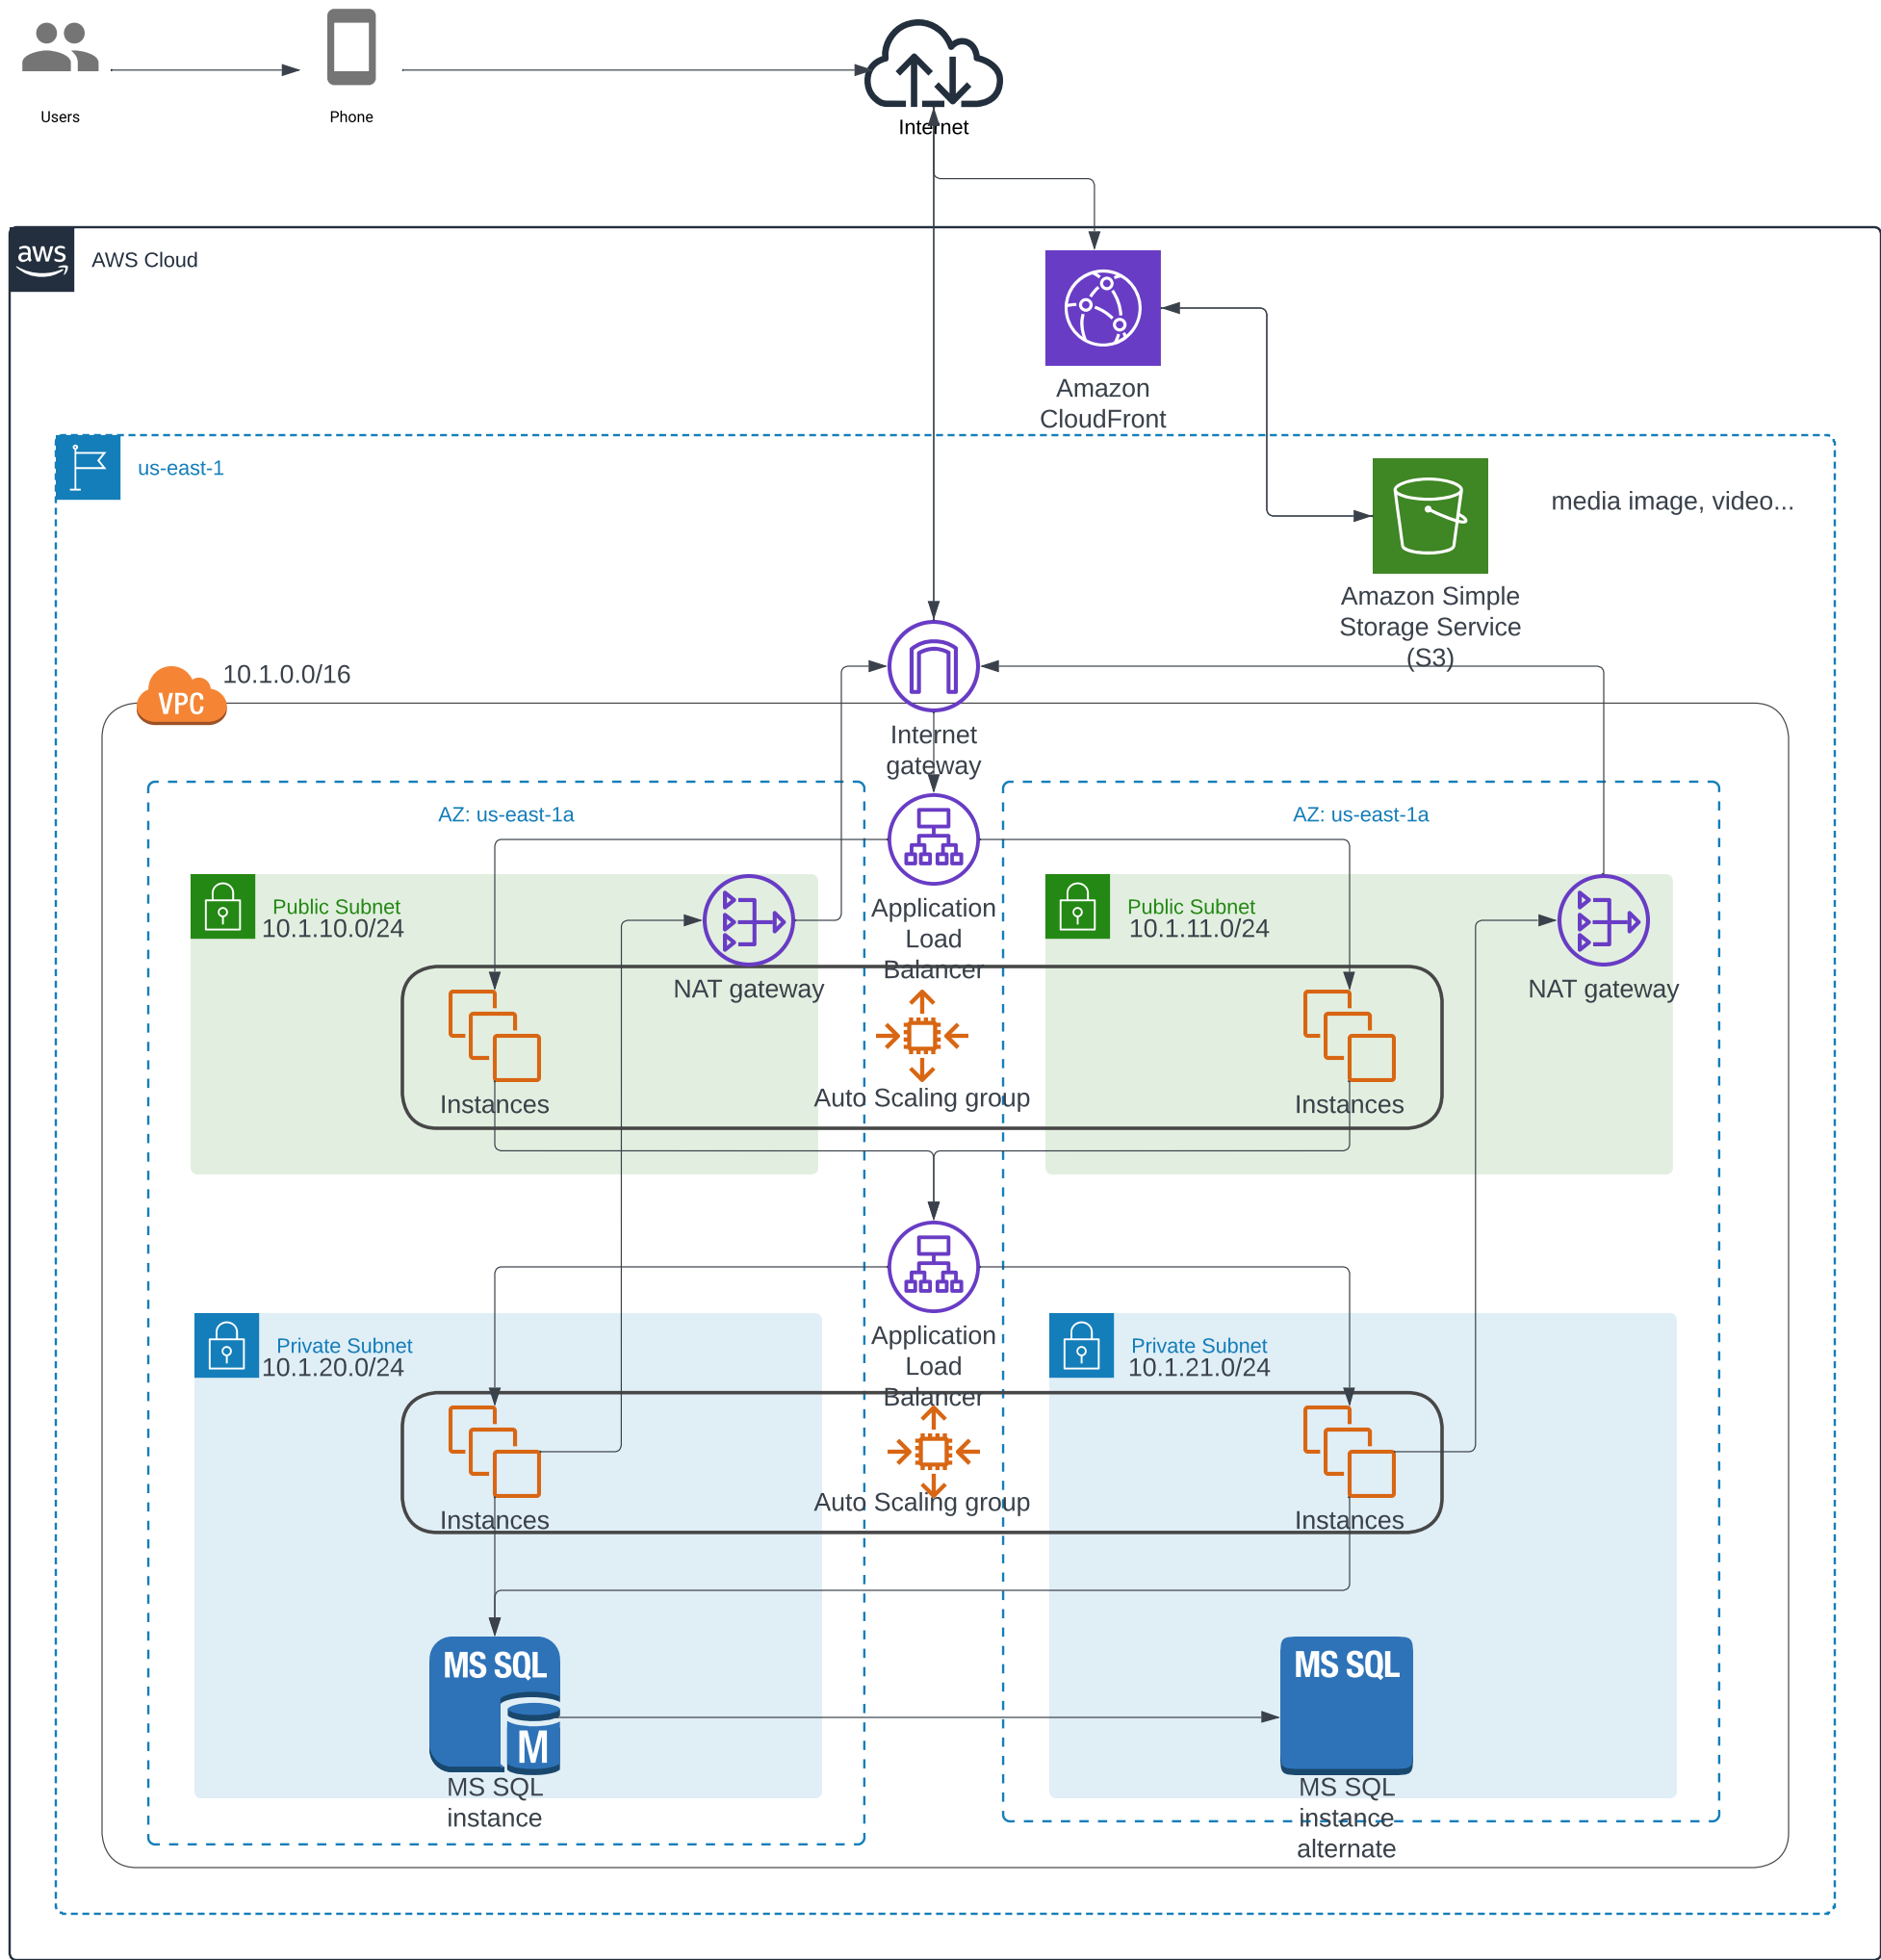 Users
Phone
Internet
aws
AWS Cloud
Amazon
CloudFront
us-east-1
media image, video...
Amazon Simple
Storage Service
(S3)
VPC
10.1.0.0/16
Internet
gateway
AZ: us-east-1a
AZ: us-east-1a
Public Subnet
10.1.10.0/24
NAT gateway
Application
Load
Balancer
Public Subnet
10.1.11.0/24
NAT gateway
Instances
Auto Scaling group
Instances
Private Subnet
10.1.20.0/24
Application
Load
Balancer
Private Subnet
10.1.21.0/24
Instances
Auto Scaling group
Instances
MS SQL
M
MS SQL
instance
MS SQL
MS SQL
instance
alternate